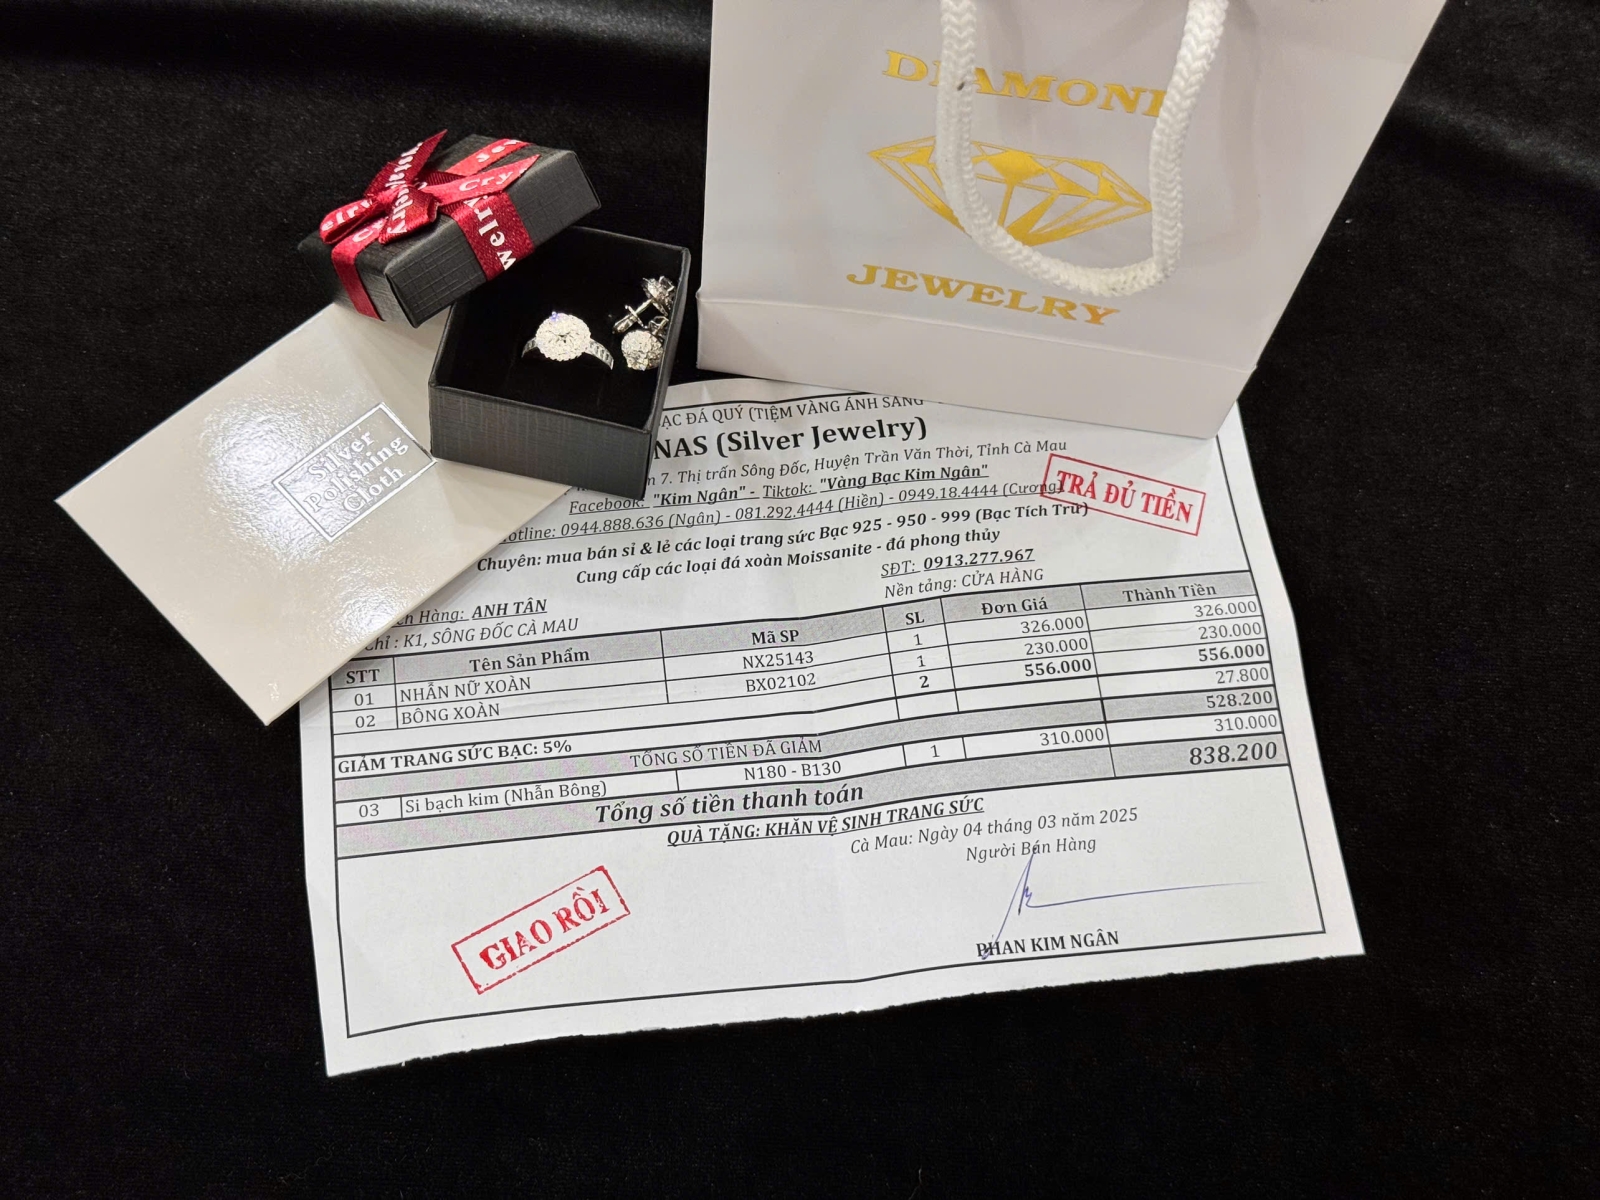 DIAMOND
JEWELRY
Silver
Polishing
Cloth
ẠC ĐÁ QUÝ (TIỆM VÀNG ÁNH SÁNG
NAS (Silver Jewelry)
7. Thị trấn Sông Đốc, Huyện Trần Văn Thời, Tỉnh Cà Mau
Facebook: "Kim Ngân" - Tiktok: "Vàng Bạc Kim Ngân"
otline: 0944.888.636 (Ngân) - 081.292.4444 (Hiền) - 0949.18.4444 (Cương)
TRẢ ĐỦ TIỀN
Chuyên: mua bán sỉ & lẻ các loại trang sức Bạc 925 - 950 - 999 (Bạc Tích Trữ)
Cung cấp các loại đá xoàn Moissanite - đá phong thủy
Hàng: ANH TÂN SĐT: 0913.277.967
hỉ : K1, SÔNG ĐỐC CÀ MAU Nền tảng: CỬA HÀNG
STT Tên Sản Phẩm Mã SP SL Đơn Giá Thành Tiền
01 NHẪN NỮ XOÀN NX25143 1 326.000 326.000
02 BÔNG XOÀN BX02102 1 230.000 230.000
2 556.000 556.000
GIẢM TRANG SỨC BẠC: 5% 27.800
TỔNG SỐ TIỀN ĐÃ GIẢM 528.200
03 Si bạch kim (Nhẫn Bông) N180 - B130 1 310.000 310.000
Tổng số tiền thanh toán 838.200
QUÀ TẶNG: KHĂN VỆ SINH TRANG SỨC
Cà Mau: Ngày 04 tháng 03 năm 2025
Người Bán Hàng
GIAO RỒI
PHAN KIM NGÂN